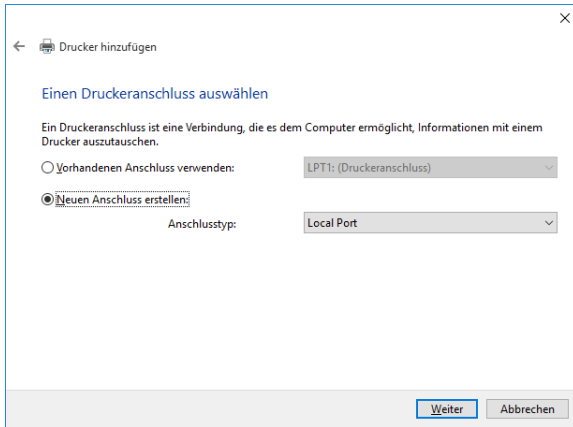 Drucker hinzufügen
Einen Druckeranschluss auswählen
Ein Druckeranschluss ist eine Verbindung, die es dem Computer ermöglicht, Informationen mit einem
Drucker auszutauschen.
Vorhandenen Anschluss verwenden: LPT1: (Druckeranschluss)
Neuen Anschluss erstellen:
Anschlusstyp: Local Port
Weiter Abbrechen